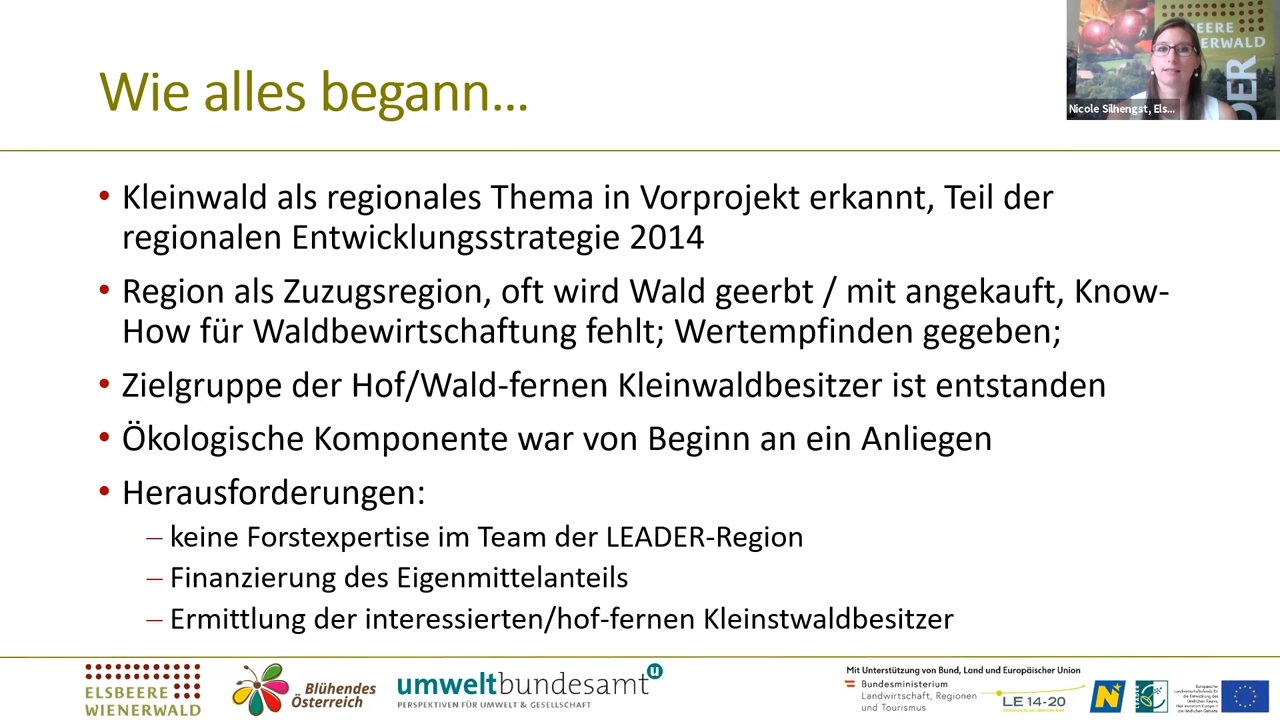 Wie alles begann...
EEBEERE
ERWALD
DER
Nicole Silhengst, Els...
• Kleinwald als regionales Thema in Vorprojekt erkannt, Teil der
regionalen Entwicklungsstrategie 2014
• Region als Zuzugsregion, oft wird Wald geerbt / mit angekauft, Know-
How für Waldbewirtschaftung fehlt; Wertempfinden gegeben;
• Zielgruppe der Hof/Wald-fernen Kleinwaldbesitzer ist entstanden
• Ökologische Komponente war von Beginn an ein Anliegen
• Herausforderungen:
– keine Forstexpertise im Team der LEADER-Region
– Finanzierung des Eigenmittelanteils
– Ermittlung der interessierten/hof-fernen Kleinstwaldbesitzer
ELSBEERE
WIENERWALD
Blühendes
Österreich
umweltbundesamt
PERSPEKTIVEN FÜR UMWELT & GESELLSCHAFT
Mit Unterstützung von Bund, Land und Europäischer Union
Bundesministerium
Landwirtschaft, Regionen
und Tourismus
LE 14-20
N